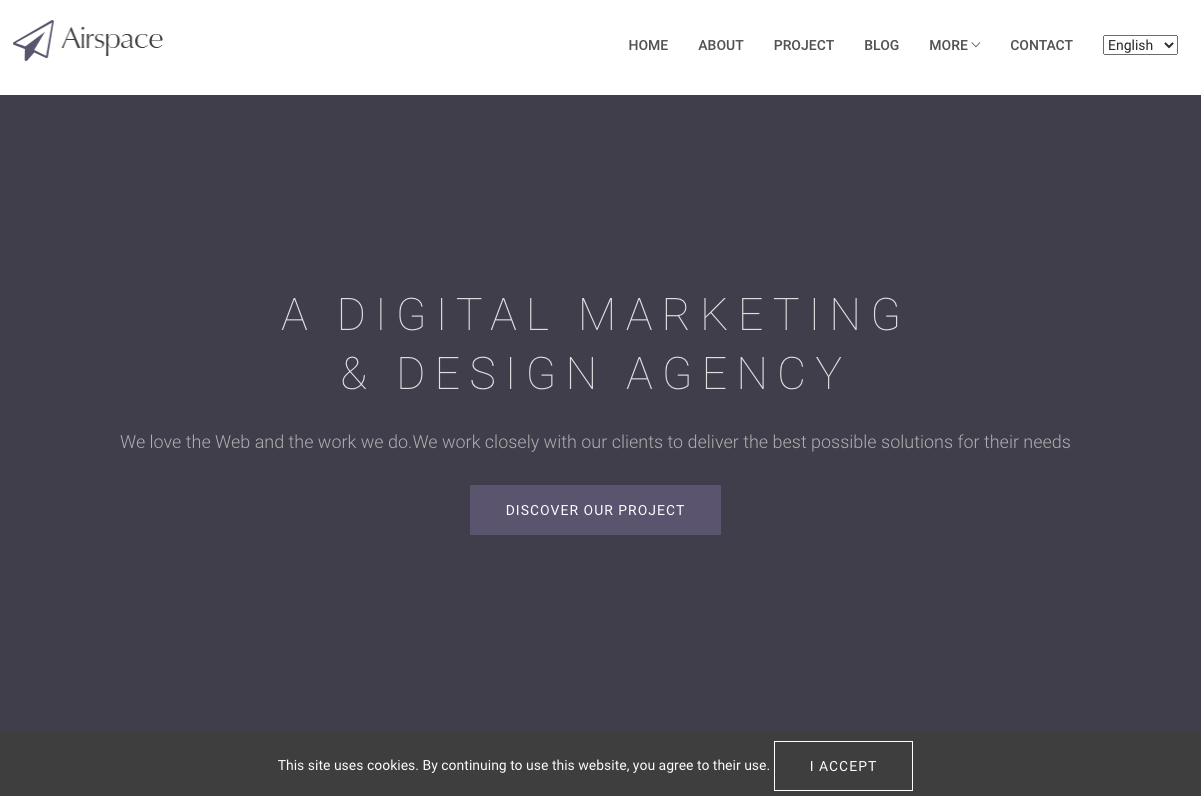 Airspace
HOME ABOUT PROJECT BLOG MORE CONTACT English
A DIGITAL MARKETING
& DESIGN AGENCY
We love the Web and the work we do.We work closely with our clients to deliver the best possible solutions for their needs
DISCOVER OUR PROJECT
This site uses cookies. By continuing to use this website, you agree to their use. I ACCEPT